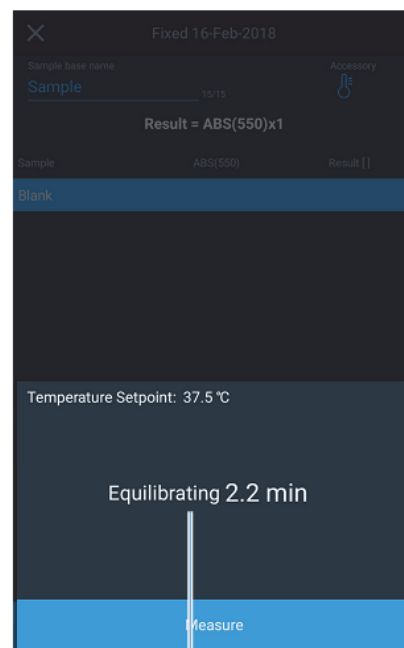 Fixed 16-Feb-2018
Sample base name
Accessory
Sample
15/15
Result = ABS(550)x1
Sample ABS(550) Result [ ]
Blank
Temperature Setpoint: 37.5 °C
Equilibrating 2.2 min
Measure